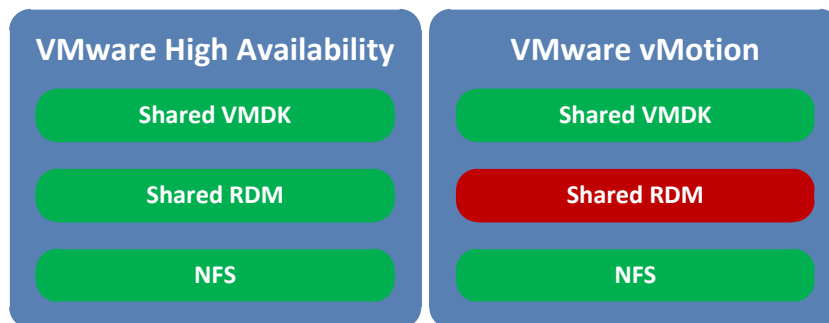 VMware High Availability
Shared VMDK
Shared RDM
NFS
VMware vMotion
Shared VMDK
Shared RDM
NFS